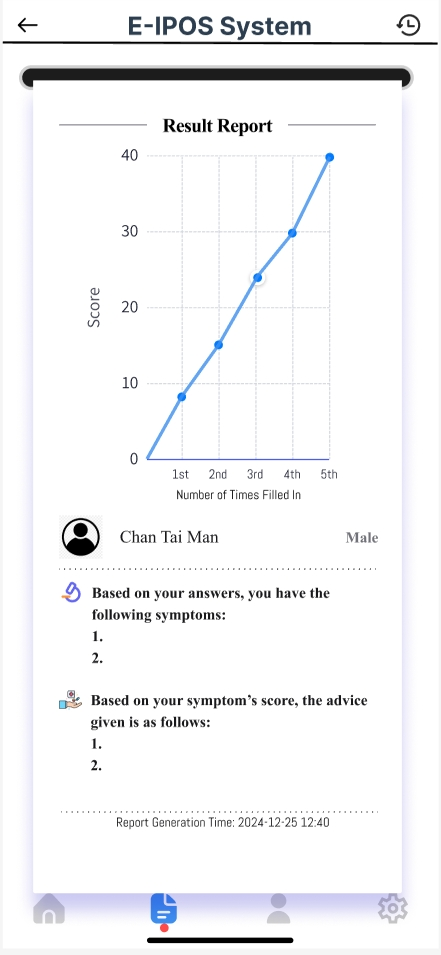 E-IPOS System
Result Report
40
30
20
10
0
Score
1st 2nd 3rd 4th 5th
Number of Times Filled In
Chan Tai Man Male
Based on your answers, you have the
following symptoms:
1.
2.
Based on your symptom’s score, the advice
given is as follows:
1.
2.
Report Generation Time: 2024-12-25 12:40